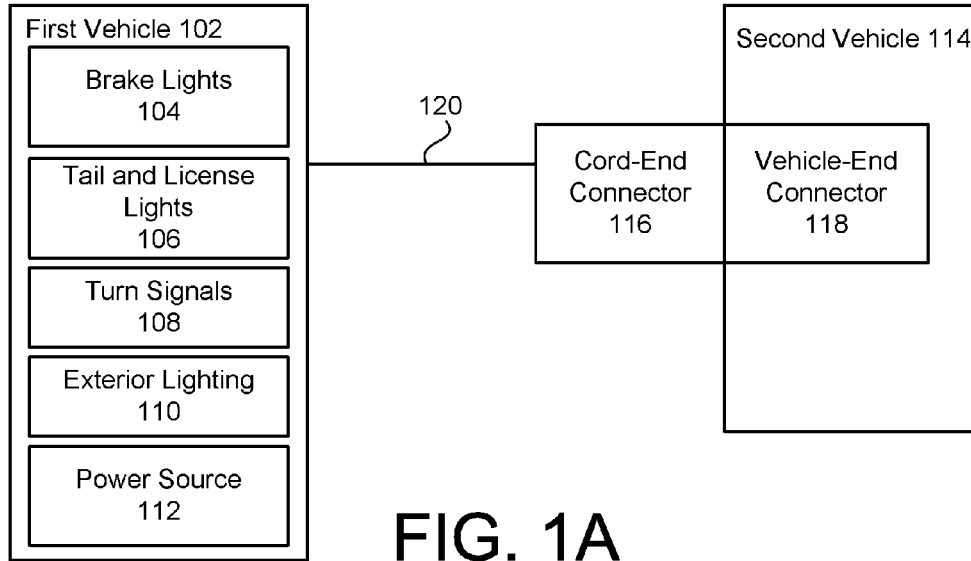 First Vehicle 102
Brake Lights
104
Tail and License
Lights
106
Turn Signals
108
Exterior Lighting
110
Power Source
112
120
Cord-End
Connector
116
Second Vehicle 114
Vehicle-End
Connector
118
FIG. 1A